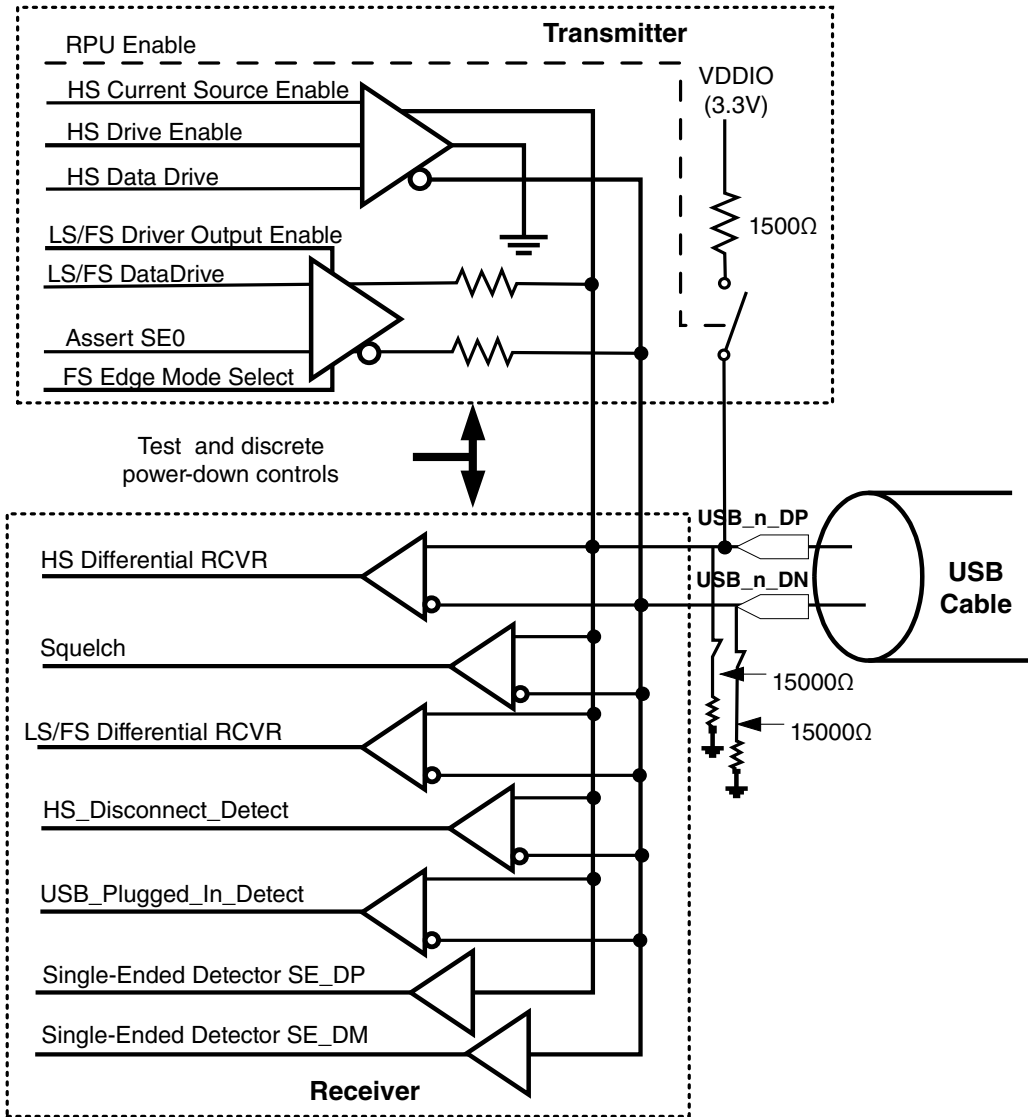 Transmitter
RPU Enable
HS Current Source Enable
HS Drive Enable
HS Data Drive
LS/FS Driver Output Enable
LS/FS DataDrive
Assert SE0
FS Edge Mode Select
VDDIO
(3.3V)
1500Ω
Test and discrete
power-down controls
USB_n_DP
USB_n_DN
USB
Cable
15000Ω
15000Ω
HS Differential RCVR
Squelch
LS/FS Differential RCVR
HS_Disconnect_Detect
USB_Plugged_In_Detect
Single-Ended Detector SE_DP
Single-Ended Detector SE_DM
Receiver